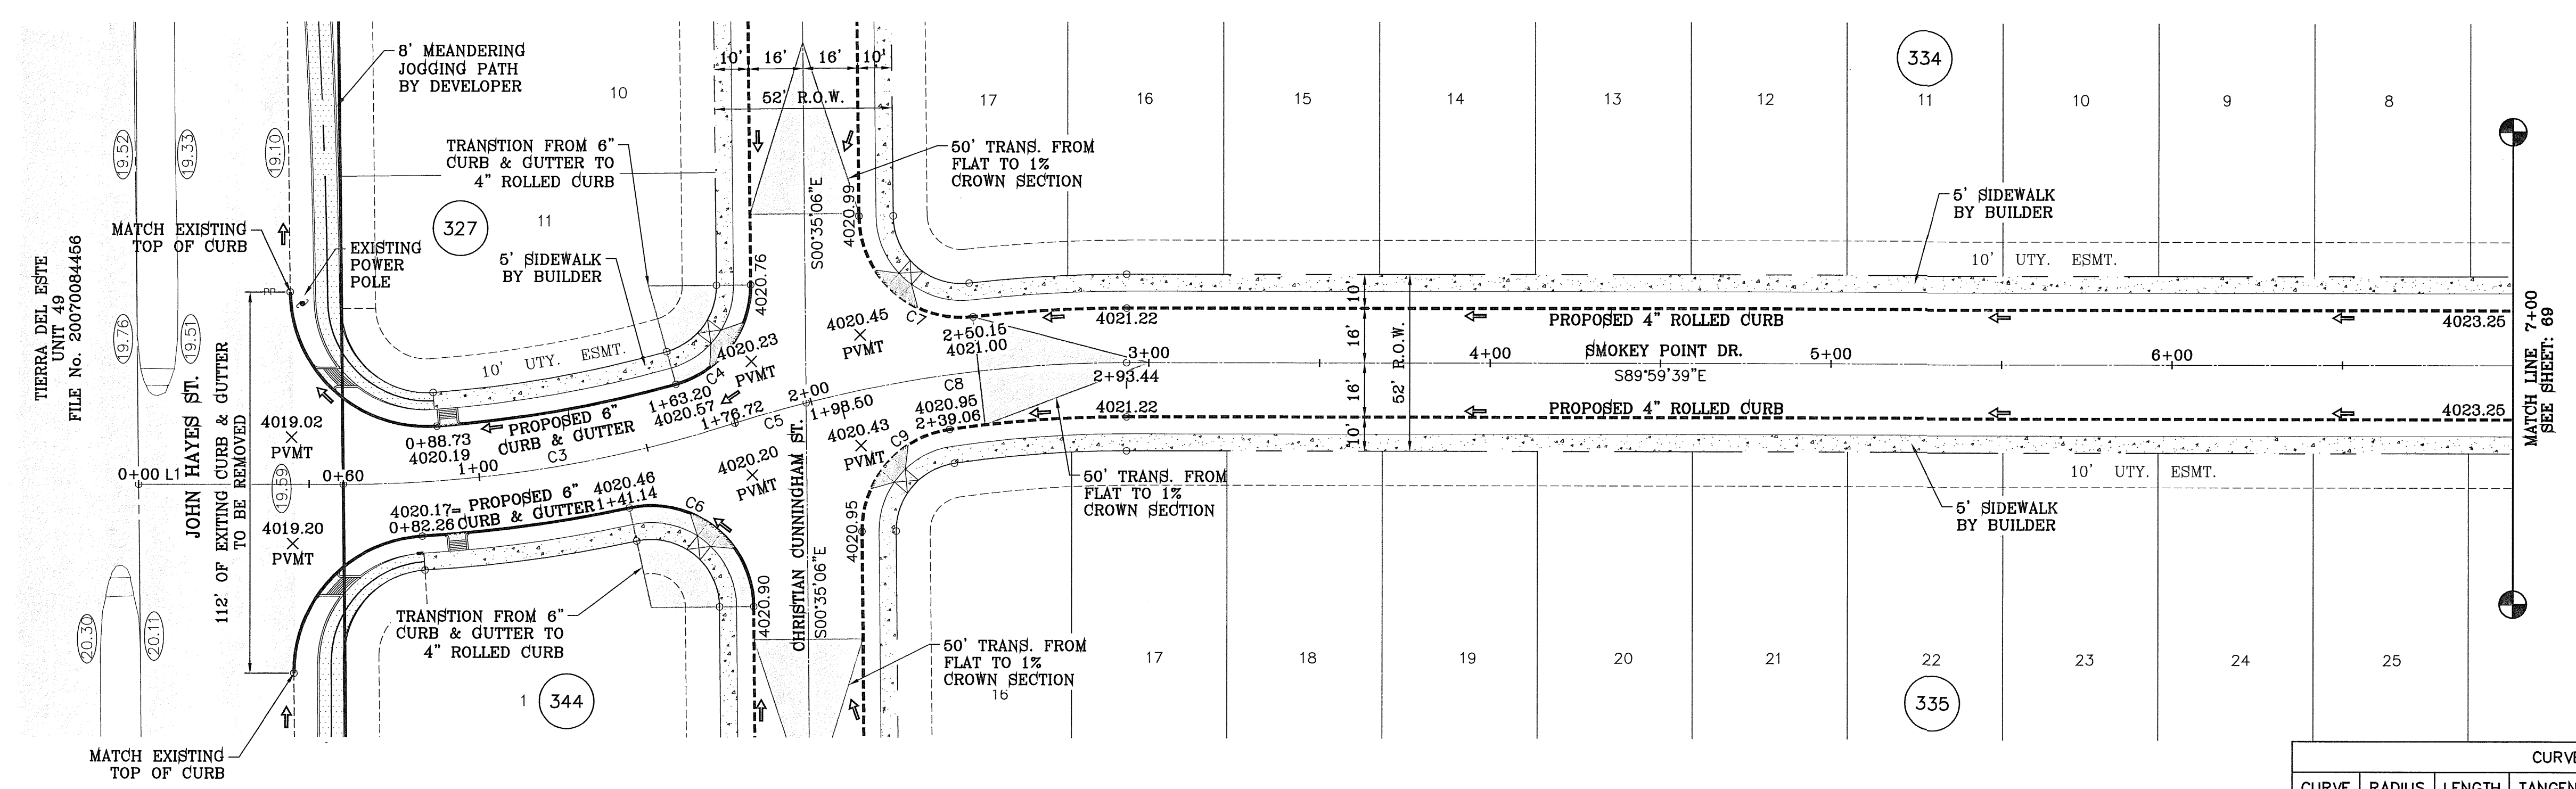 8' MEANDERING
JOGGING PATH
BY DEVELOPER
10
TRANSTION FROM 6"
CURB & GUTTER TO
4" ROLLED CURB
10'
16'
16'
10'
52' R.O.W.
50' TRANS. FROM
FLAT TO 1%
CROWN SECTION
17
16
15
14
13
12
11
10
9
8
334
5' SIDEWALK
BY BUILDER
19.52
19.33
19.10
MATCH EXISTING
TOP OF CURB
327
11
EXISTING
POWER
POLE
PP
5' SIDEWALK
BY BUILDER
S00°35'06"E
4020.99
4020.76
TIERRA DEL ESTE
UNIT 49
FILE No. 20070084456
19.76
19.51
JOHN HAYES ST.
112' OF EXITING CURB & GUTTER
TO BE REMOVED
10' UTY. ESMT.
10' UTY. ESMT.
C4
4020.23
PVMT
4020.45
PVMT
C7
2+50.15
4021.00
4021.22
3+00
2+93.44
4021.22
10'
16'
16'
10'
52' R.O.W.
4+00
PROPOSED 4" ROLLED CURB
SMOKEY POINT DR.
S89°59'39"E
PROPOSED 4" ROLLED CURB
5+00
6+00
4023.25
4023.25
MATCH LINE 7+00
SEE SHEET: 69
4019.02
PVMT
0+00 L1
19.59
0+60
4019.20
PVMT
0+88.73
4020.19
PROPOSED 6"
CURB & GUTTER
1+00
C3
1+63.20
4020.57
1+76.72
C5
2+00
1+98.50
C8
4020.95
2+39.06
C9
4020.43
PVMT
4020.20
PVMT
4020.17
0+82.26
PROPOSED 6"
CURB & GUTTER
4020.46
1+41.14
C6
CHRISTIAN CUNNINGHAM ST.
S00°35'06"E
4020.95
4020.90
50' TRANS. FROM
FLAT TO 1%
CROWN SECTION
10' UTY. ESMT.
5' SIDEWALK
BY BUILDER
20.30
20.11
TRANSTION FROM 6"
CURB & GUTTER TO
4" ROLLED CURB
50' TRANS. FROM
FLAT TO 1%
CROWN SECTION
1
344
16
17
18
19
20
21
22
23
24
25
335
MATCH EXISTING
TOP OF CURB
CURVE
CURVE
RADIUS
LENGTH
TANGEN